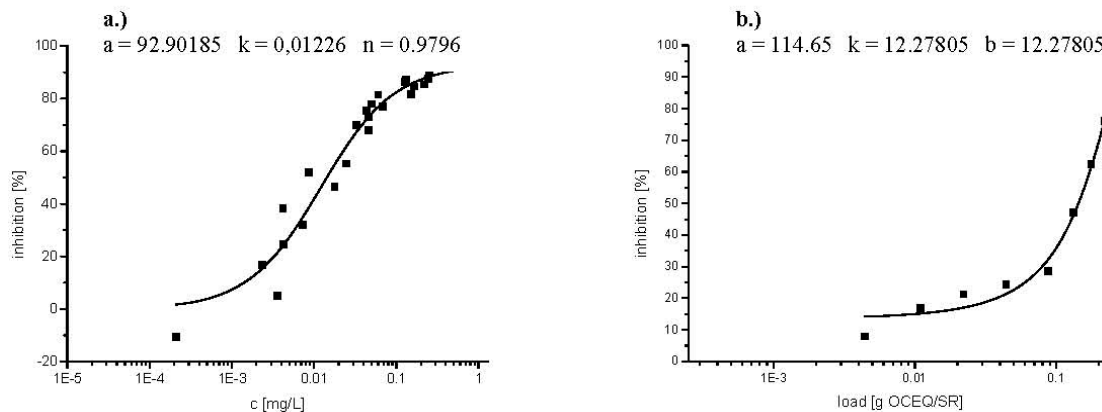 a.)
a = 92.90185 k = 0,01226 n = 0.9796
100
80
60
40
20
0
-20
inhibition [%]
1E-5 1E-4 1E-3 0.01 0.1 1
c [mg/L]
b.)
a = 114.65 k = 12.27805 b = 12.27805
100
90
80
70
60
50
40
30
20
10
0
inhibition [%]
1E-3 0.01 0.1
load [g OCEQ/SR]